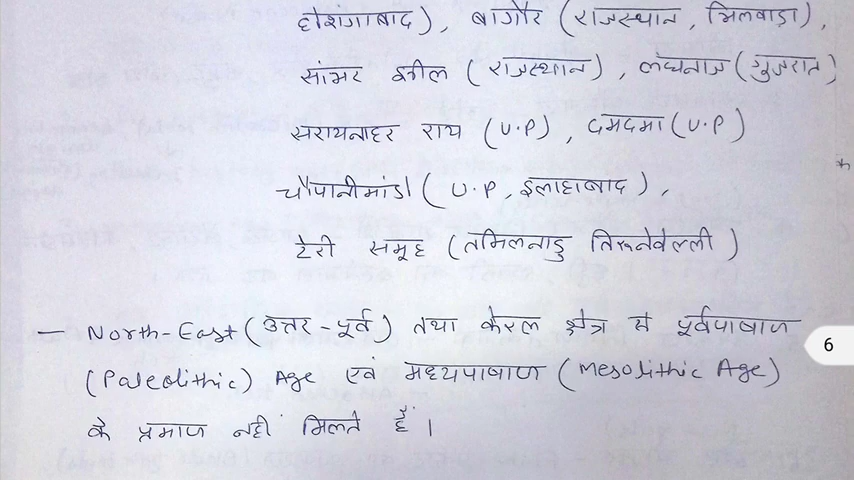 होशंगाबाद), बागौर (राजस्थान, भिलवाड़ा),
सांभर झील (राजस्थान), लंघनाज (गुजरात)
सरायनाहर राय (U.P), दमदमा (U.P)
चौपानीमांडो (U.P, इलाहाबाद),
टेरी समूह (तमिलनाडु तिरूनेवेल्ली)
— North-East (उत्तर-पूर्व) तथा केरल क्षेत्र से पूर्वपाषाण
(Paleolithic) Age एवं मध्यपाषाण (Mesolithic Age)
के प्रमाण नहीं मिलते हैं।
6